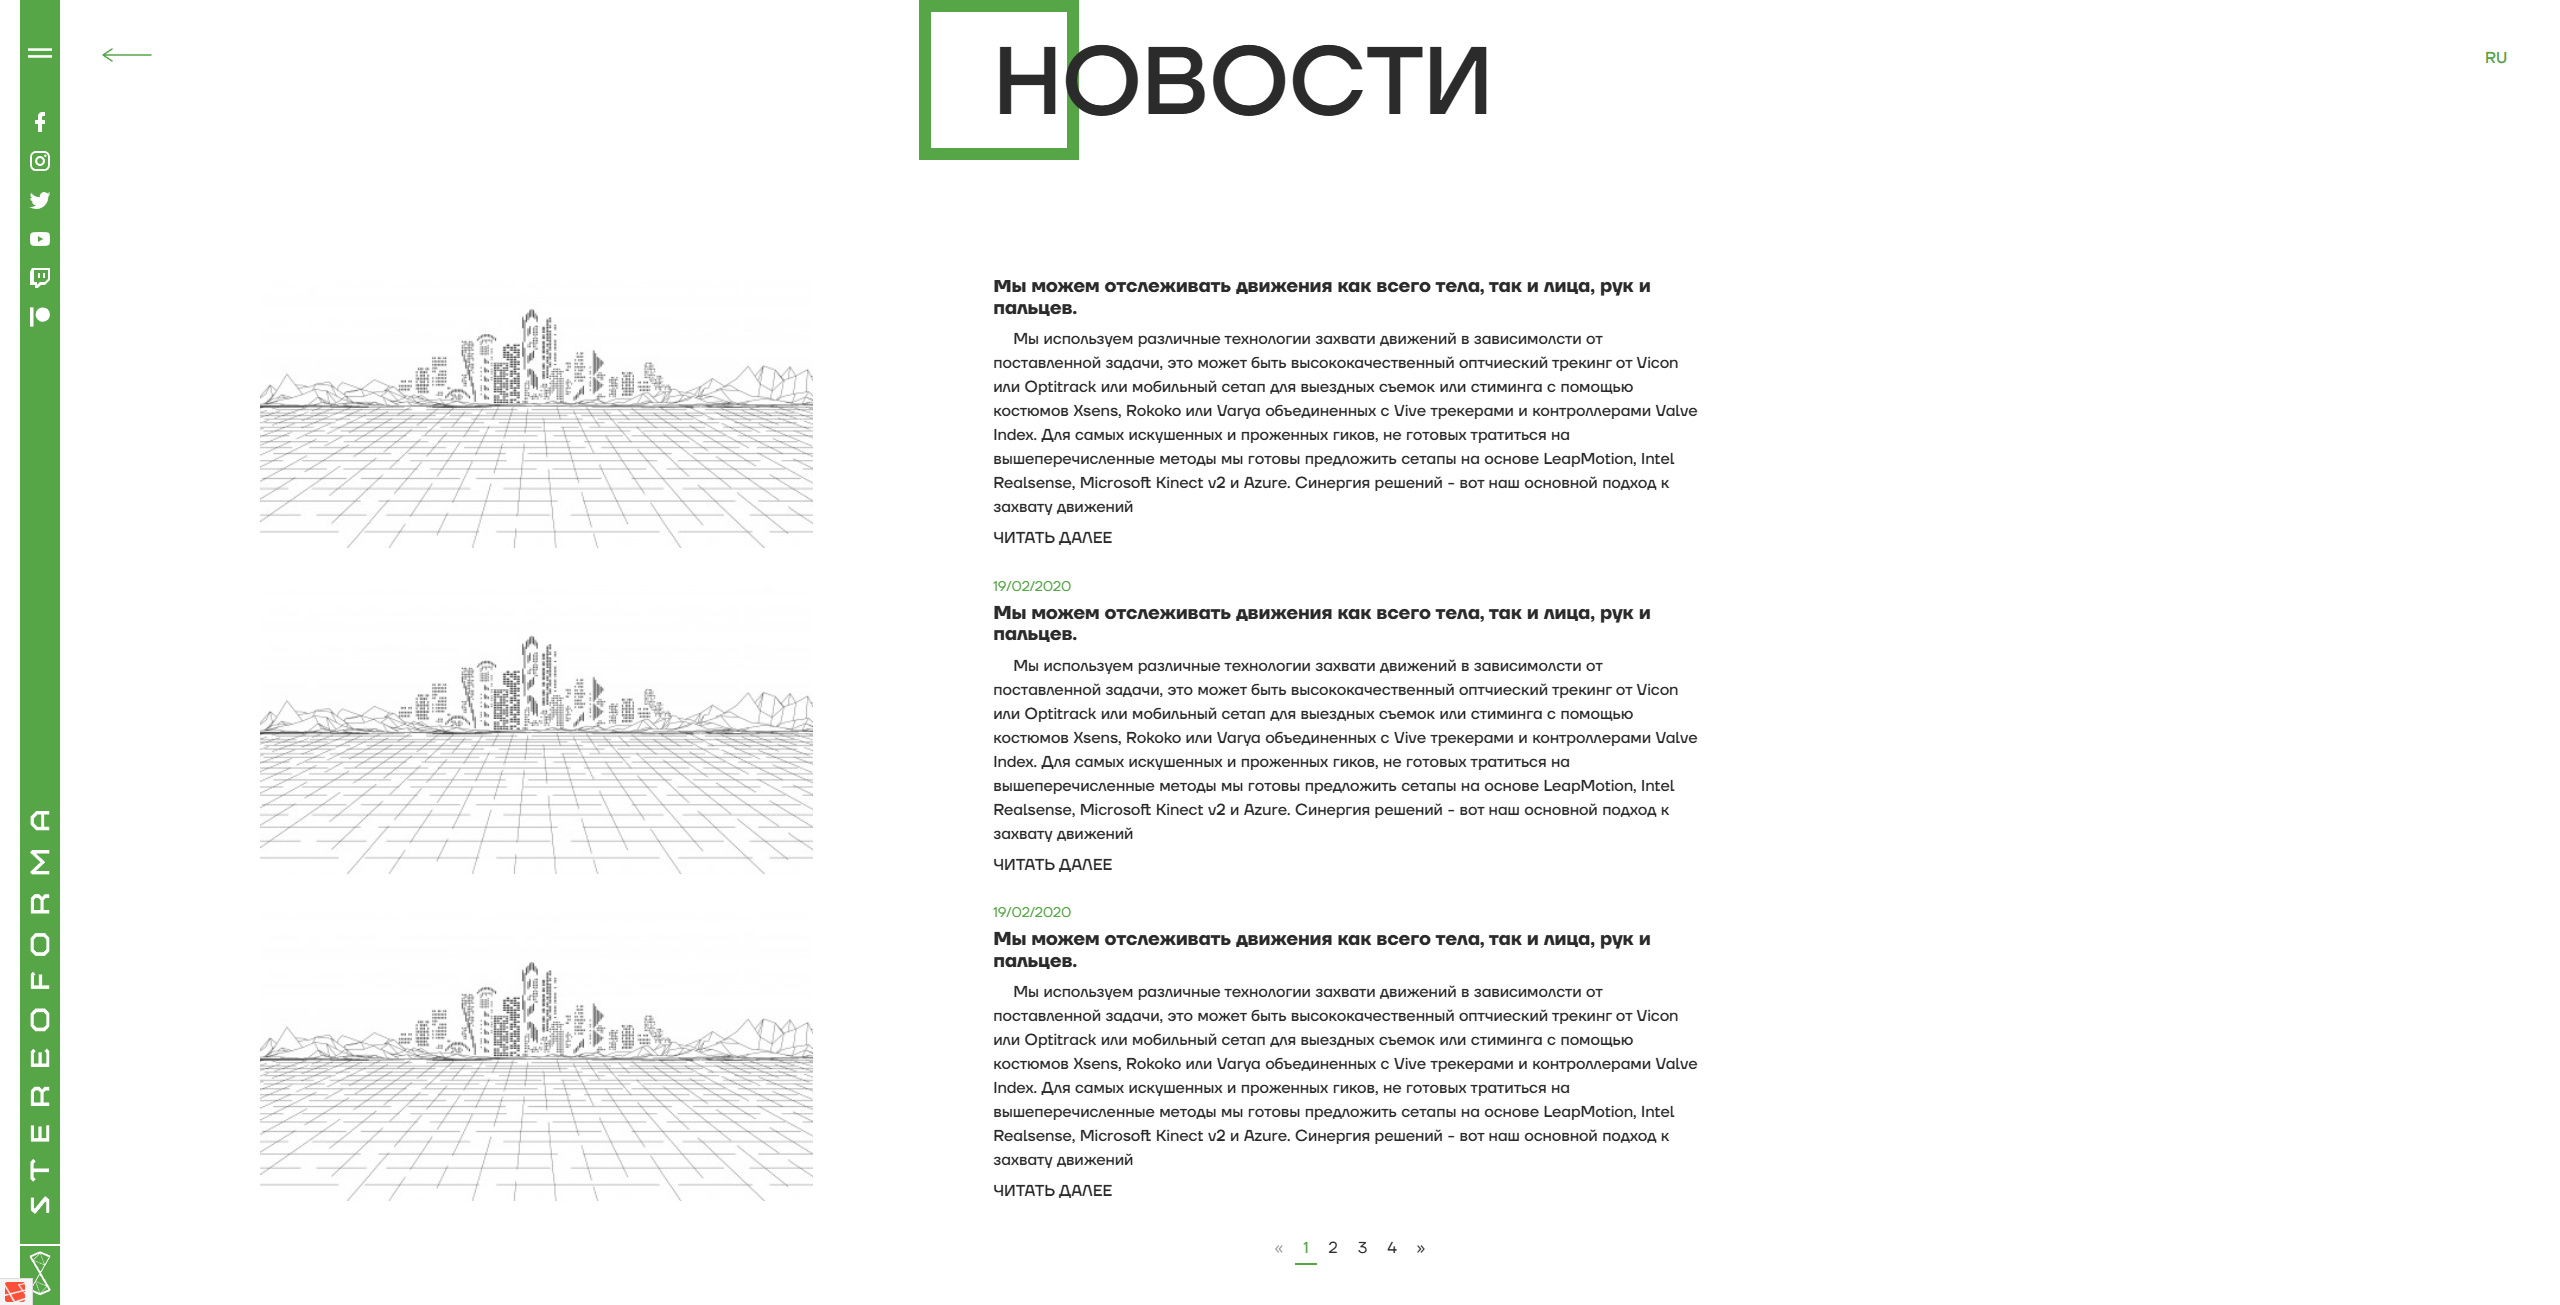 НОВОСТИ
RU
Мы можем отслеживать движения как всего тела, так и лица, рук и
пальцев.
Мы используем различные технологии захвати движений в зависимолсти от
поставленной задачи, это может быть высококачественный оптчиеский трекинг от Vicon
или Optitrack или мобильный сетап для выездных съемок или стиминга с помощью
костюмов Xsens, Rokoko или Varya объединенных с Vive трекерами и контроллерами Valve
Index. Для самых искушенных и проженных гиков, не готовых тратиться на
вышеперечисленные методы мы готовы предложить сетапы на основе LeapMotion, Intel
Realsense, Microsoft Kinect v2 и Azure. Синергия решений - вот наш основной подход к
захвату движений
ЧИТАТЬ ДАЛЕЕ
19/02/2020
Мы можем отслеживать движения как всего тела, так и лица, рук и
пальцев.
Мы используем различные технологии захвати движений в зависимолсти от
поставленной задачи, это может быть высококачественный оптчиеский трекинг от Vicon
или Optitrack или мобильный сетап для выездных съемок или стиминга с помощью
костюмов Xsens, Rokoko или Varya объединенных с Vive трекерами и контроллерами Valve
Index. Для самых искушенных и проженных гиков, не готовых тратиться на
вышеперечисленные методы мы готовы предложить сетапы на основе LeapMotion, Intel
Realsense, Microsoft Kinect v2 и Azure. Синергия решений - вот наш основной подход к
захвату движений
ЧИТАТЬ ДАЛЕЕ
19/02/2020
Мы можем отслеживать движения как всего тела, так и лица, рук и
пальцев.
Мы используем различные технологии захвати движений в зависимолсти от
поставленной задачи, это может быть высококачественный оптчиеский трекинг от Vicon
или Optitrack или мобильный сетап для выездных съемок или стиминга с помощью
костюмов Xsens, Rokoko или Varya объединенных с Vive трекерами и контроллерами Valve
Index. Для самых искушенных и проженных гиков, не готовых тратиться на
вышеперечисленные методы мы готовы предложить сетапы на основе LeapMotion, Intel
Realsense, Microsoft Kinect v2 и Azure. Синергия решений - вот наш основной подход к
захвату движений
ЧИТАТЬ ДАЛЕЕ
« 1 2 3 4 »
STEREOFORMA